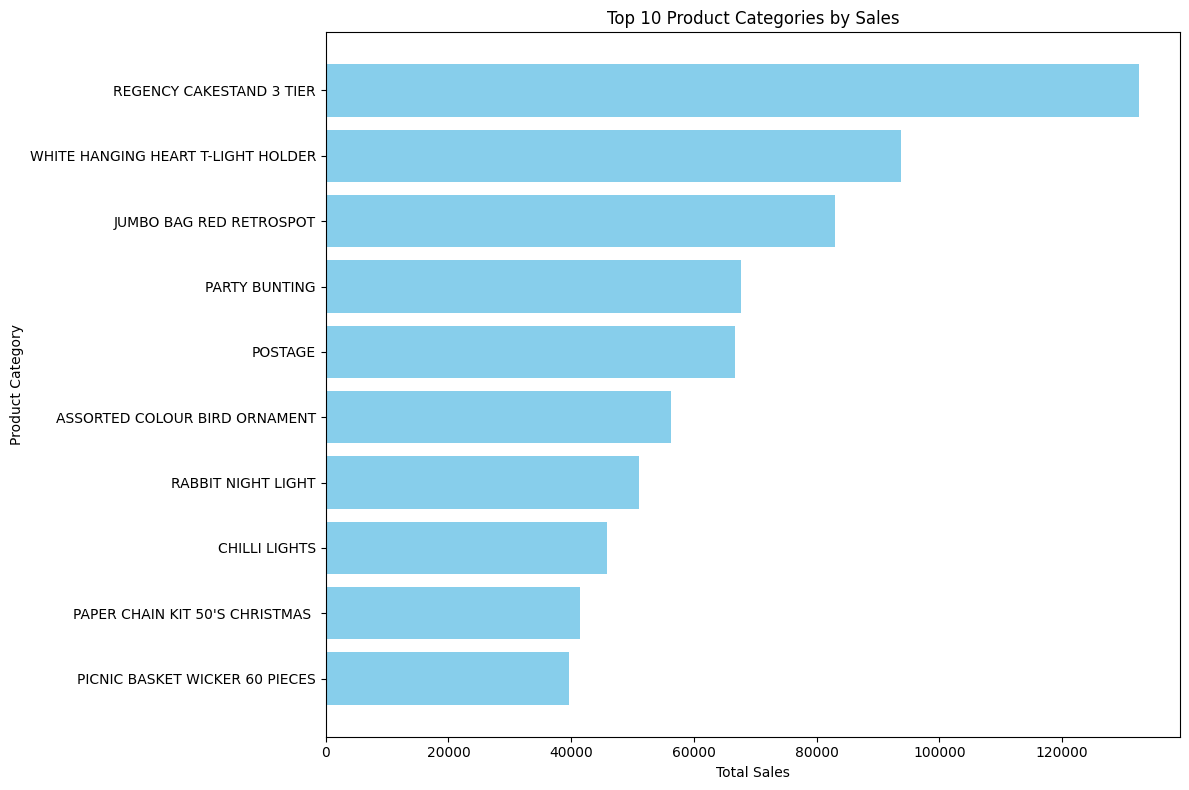 Top 10 Product Categories by Sales
REGENCY CAKESTAND 3 TIER
WHITE HANGING HEART T-LIGHT HOLDER
JUMBO BAG RED RETROSPOT
PARTY BUNTING
POSTAGE
ASSORTED COLOUR BIRD ORNAMENT
RABBIT NIGHT LIGHT
CHILLI LIGHTS
PAPER CHAIN KIT 50'S CHRISTMAS
PICNIC BASKET WICKER 60 PIECES
Product Category
0 20000 40000 60000 80000 100000 120000
Total Sales